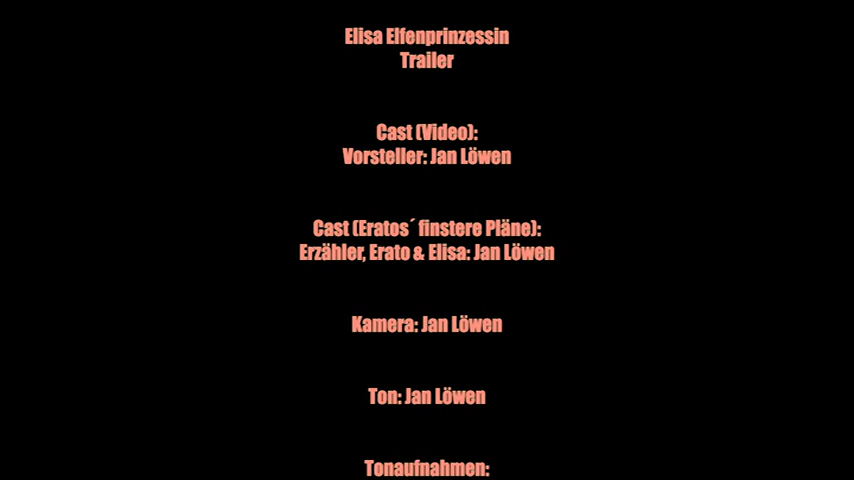 Elisa Elfenprinzessin
Trailer
Cast (Video):
Vorsteller: Jan Löwen
Cast (Eratos´ finstere Pläne):
Erzähler, Erato & Elisa: Jan Löwen
Kamera: Jan Löwen
Ton: Jan Löwen
Tonaufnahmen: